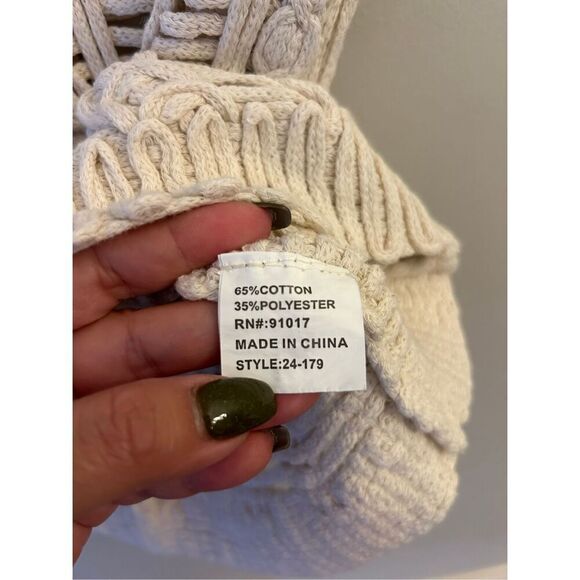 65%COTTON
35%POLYESTER
RN#:91017
MADE IN CHINA
STYLE:24-179